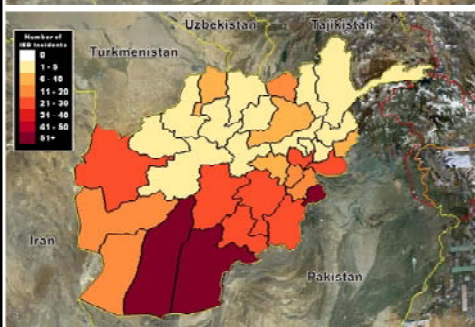 Uzbekistan
Tajikistan
Turkmenistan
Number of
IED Incidents
0
1 - 5
6 - 10
11 - 20
21 - 30
31 - 40
41 - 50
51+
Iran
Pakistan